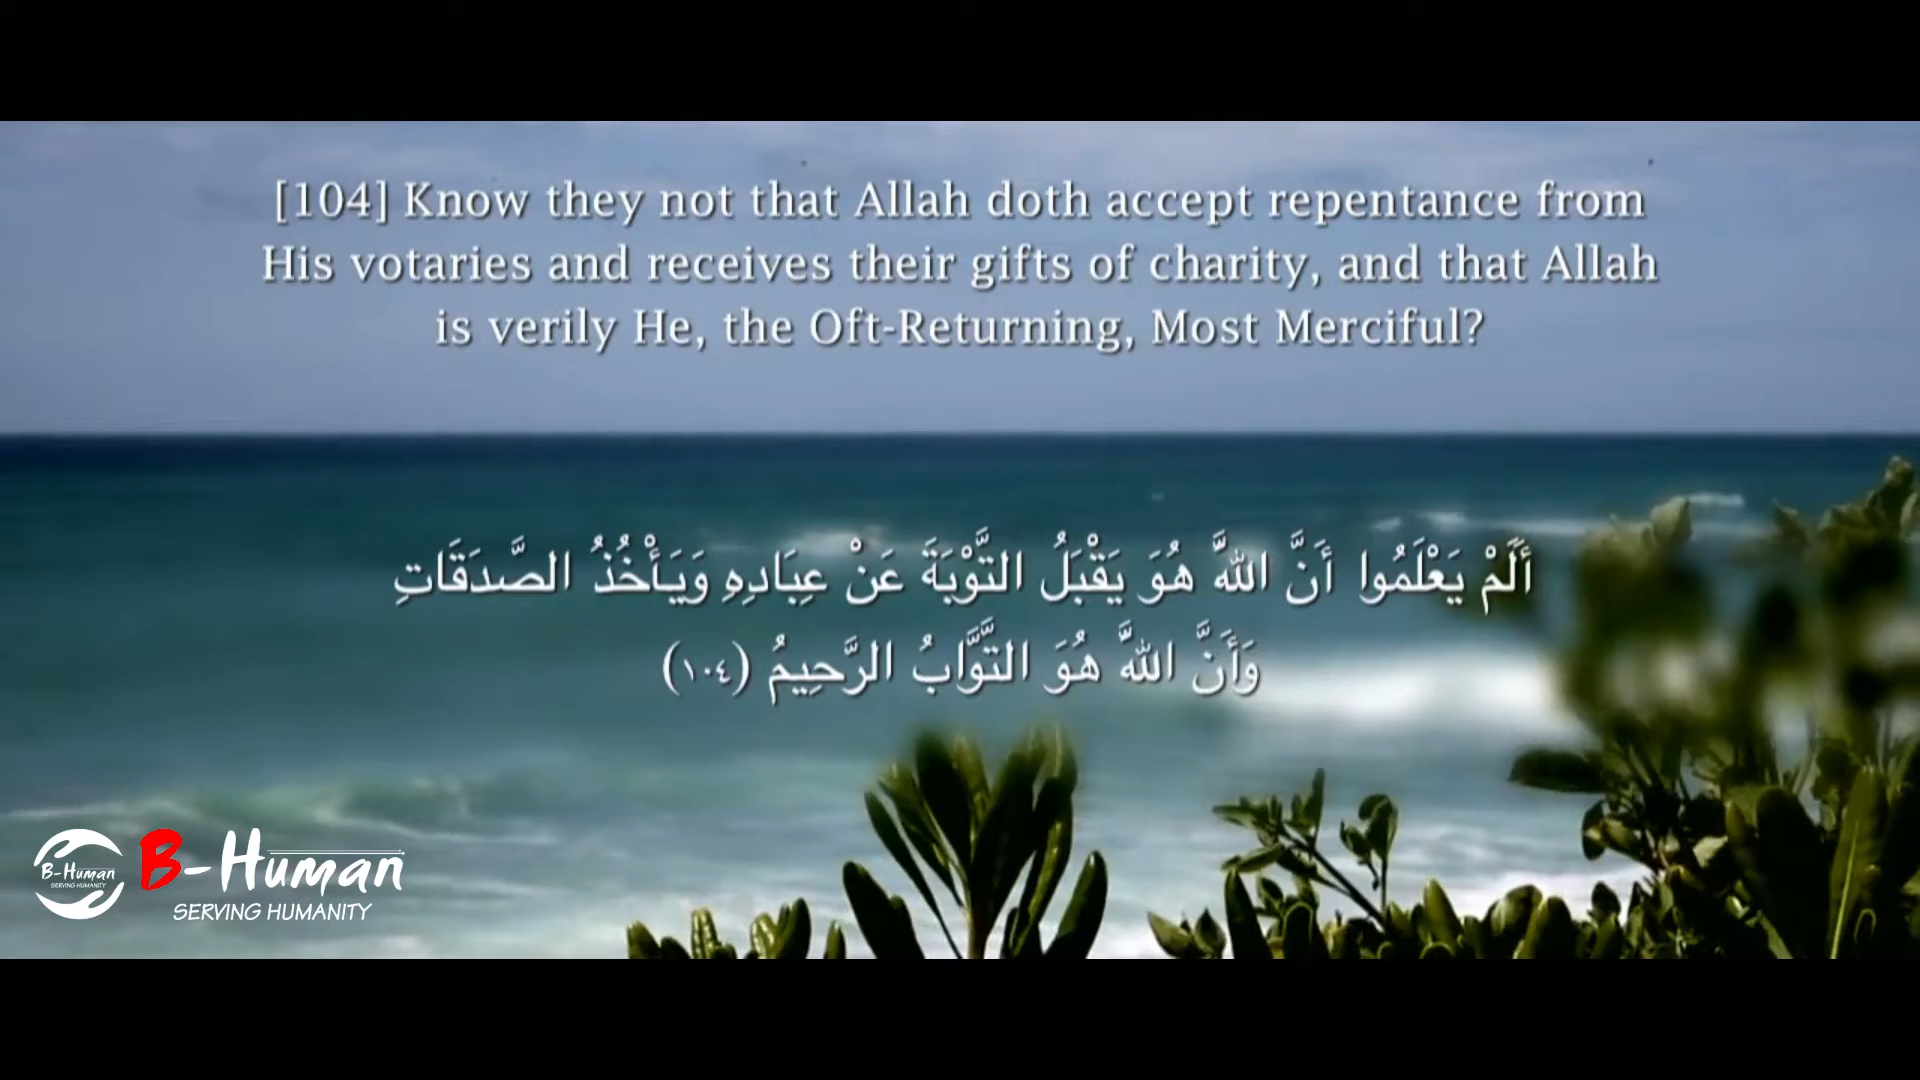 [104] Know they not that Allah doth accept repentance from
His votaries and receives their gifts of charity, and that Allah
is verily He, the Oft-Returning, Most Merciful?
أَلَمْ يَعْلَمُوا أَنَّ اللَّهَ هُوَ يَقْبَلُ التَّوْبَةَ عَنْ عِبَادِهِ وَيَأْخُذُ الصَّدَقَاتِ
وَأَنَّ اللَّهَ هُوَ التَّوَّابُ الرَّحِيمُ (١٠٤)
B-Human
SERVING HUMANITY
B-Human
SERVING HUMANITY